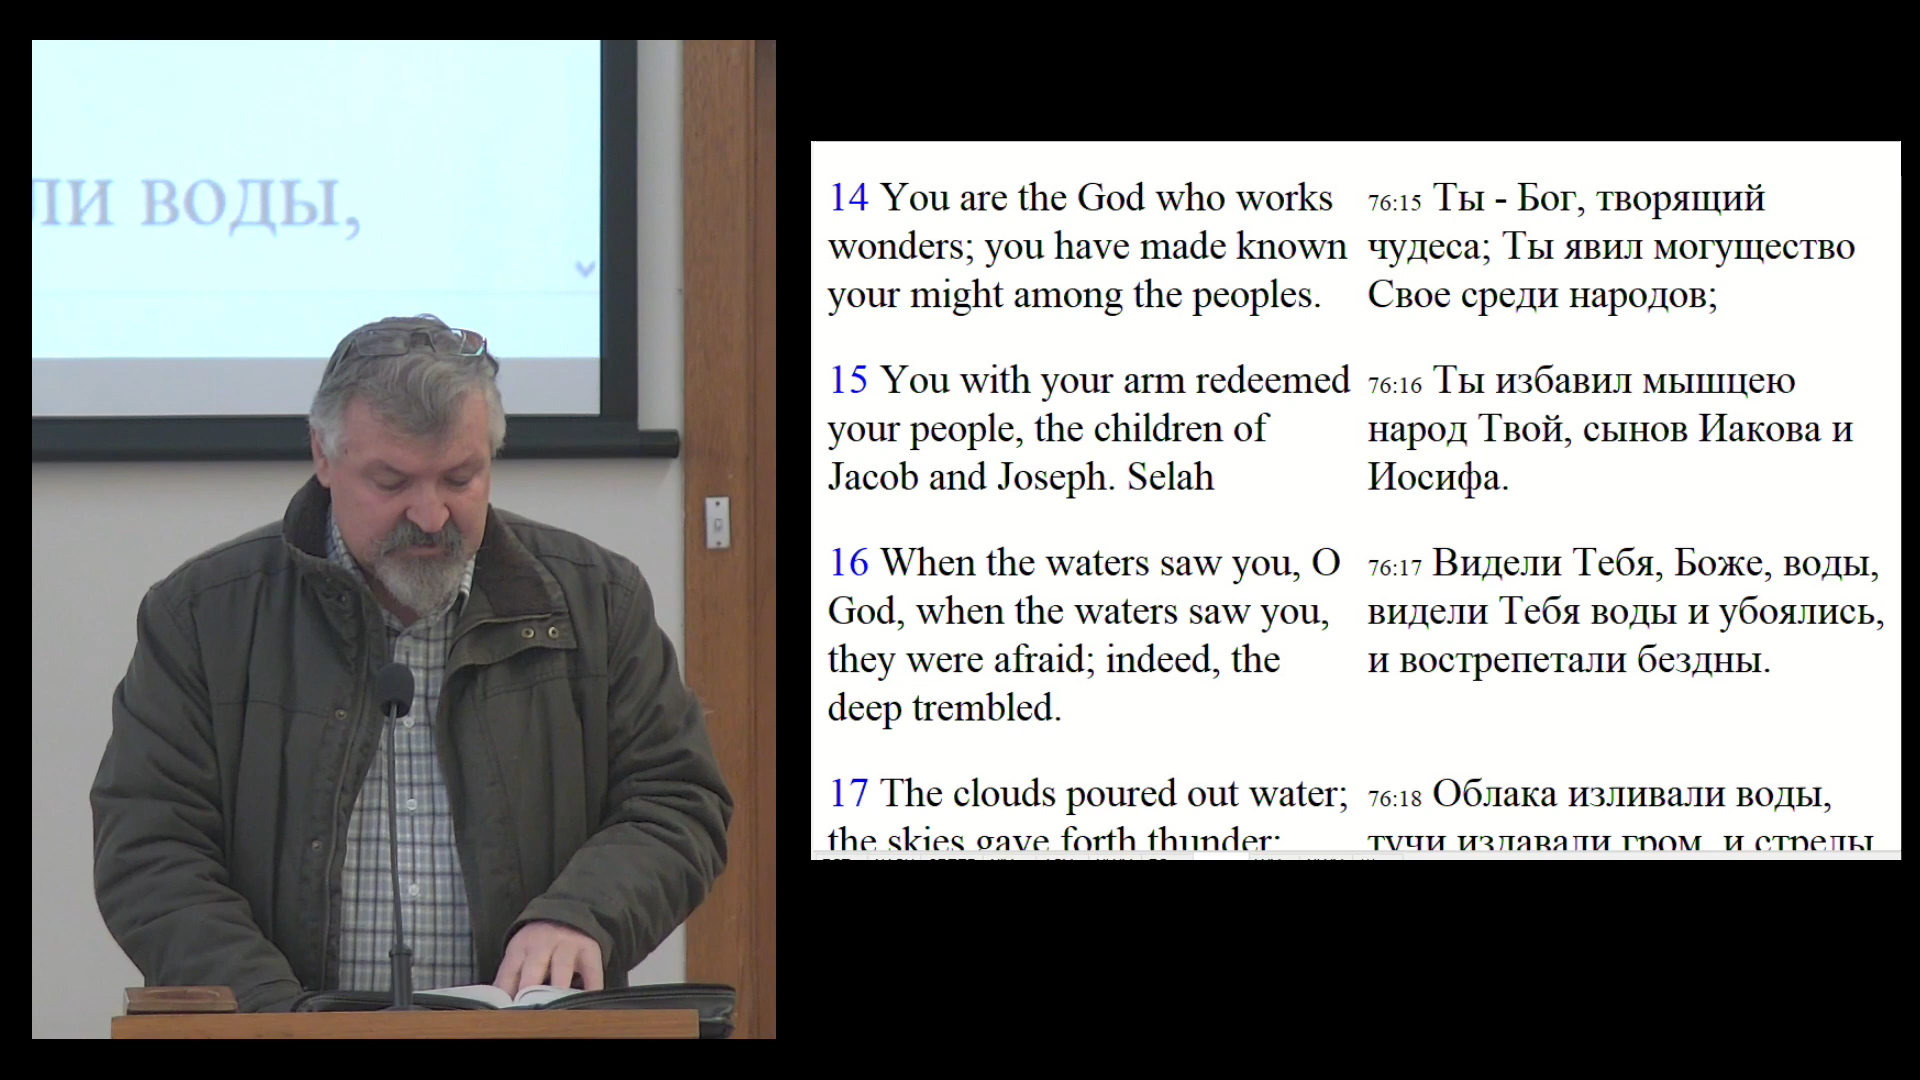 ли воды,
14 You are the God who works
wonders; you have made known
your might among the peoples.
15 You with your arm redeemed
your people, the children of
Jacob and Joseph. Selah
16 When the waters saw you, O
God, when the waters saw you,
they were afraid; indeed, the
deep trembled.
17 The clouds poured out water;
the skies gave forth thunder;
76:15 Ты - Бог, творящий
чудеса; Ты явил могущество
Свое среди народов;
76:16 Ты избавил мышцею
народ Твой, сынов Иакова и
Иосифа.
76:17 Видели Тебя, Боже, воды,
видели Тебя воды и убоялись,
и вострепетали бездны.
76:18 Облака изливали воды,
тучи издавали гром, и стрелы